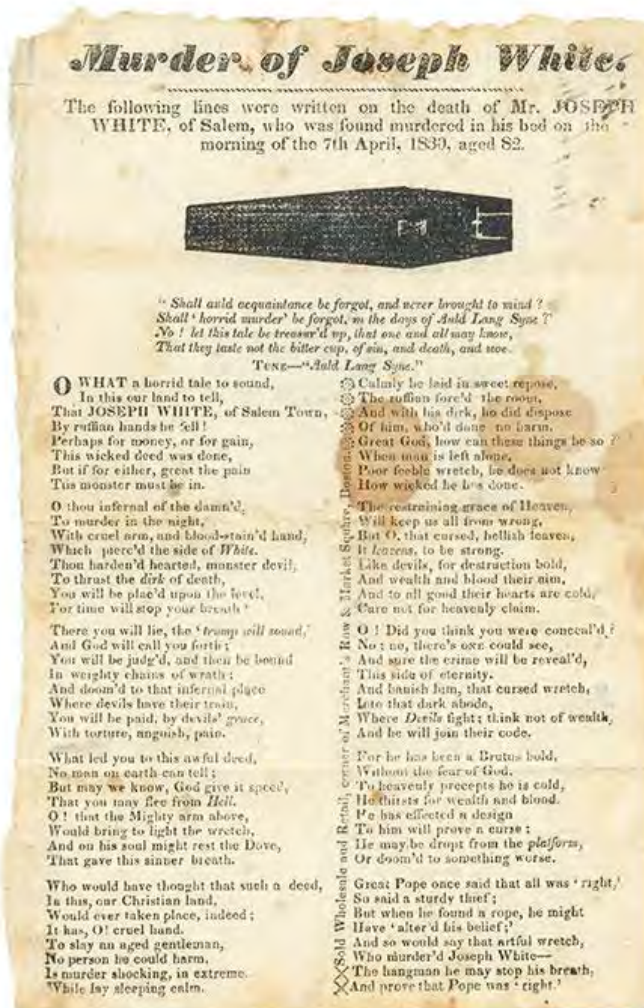 Murder of Joseph White.
The following lines were written on the death of Mr. JOSEPH
WHITE, of Salem, who was found murdered in his bed on the
morning of the 7th April, 1830, aged 82.
" Shall auld acquaintance be forgot, and never brought to mind ?
Shall ' horrid murder' be forgot, in the days of Auld Lang Syne ?'
No ! let this tale be treasur'd up, that one and all may know,
That they taste not the bitter cup, of sin, and death, and woe.
TUNE—"Auld Lang Syne."
O WHAT a horrid tale to sound,
In this our land to tell,
That JOSEPH WHITE, of Salem Town,
By ruffian hands he fell !
Perhaps for money, or for gain,
This wicked deed was done,
But if for either, great the pain
Tis monster must be in.
O thou infernal of the damn'd,
To murder in the night,
With cruel arm, and blood-stain'd hand,
Which pierc'd the side of White.
Thou harden'd hearted, monster devil,
To thrust the dirk of death,
You will be plac'd upon the level,
For time will stop your breath !
There you will lie, the 'trump will sound,'
And God will call you forth ;
You will be judg'd, and then be bound
In weighty chains of wrath ;
And doom'd to that infernal place
Where devils have their train,
You will be paid, by devils' grace,
With torture, anguish, pain.
What led you to this awful deed,
No man on earth can tell ;
But may we know, God give it speed,
That you may flee from Hell.
O ! that the Mighty arm above,
Would bring to light the wretch,
And on his soul might rest the Dove,
That gave this sinner breath.
Who would have thought that such a deed,
In this, our Christian land,
Would ever taken place, indeed ;
It has, O! cruel hand.
To slay an aged gentleman,
No person he could harm,
Is murder shocking, in extreme.
While lay sleeping calm.
Sold Wholesale and Retail, corner of Merchant's Row & Market Square, Boston.
Calmly he laid in sweet repose,
The ruffian forc'd the room,
And with his dirk, he did dispose
Of him, who'd done no harm.
Great God, how can these things be so ?
When man is left alone,
Poor feeble wretch, he does not know
How wicked he has done.
The restraining grace of Heaven,
Will keep us all from wrong,
But O, that cursed, hellish leaven,
It leavens, to be strong.
Like devils, for destruction bold,
And wealth and blood their aim,
And to all good their hearts are cold,
Care not for heavenly claim.
O ! Did you think you were conceal'd ?
No ; no, there's ONE could see,
And sure the crime will be reveal'd,
This side of eternity.
And banish him, that cursed wretch,
Into that dark abode,
Where Devils fight ; think not of wealth,
And he will join their code.
For he has been a Brutus bold,
Without the fear of God.
To heavenly precepts he is cold,
He thirsts for wealth and blood.
He has effected a design
To him will prove a curse ;
He may be dropt from the platform,
Or doom'd to something worse.
Great Pope once said that all was ' right,'
So said a sturdy thief ;
But when he found a rope, he might
Have ' alter'd his belief ;'
And so would say that artful wretch,
Who murder'd Joseph White—
The hangman he may stop his breath,
And prove that Pope was ' right.'